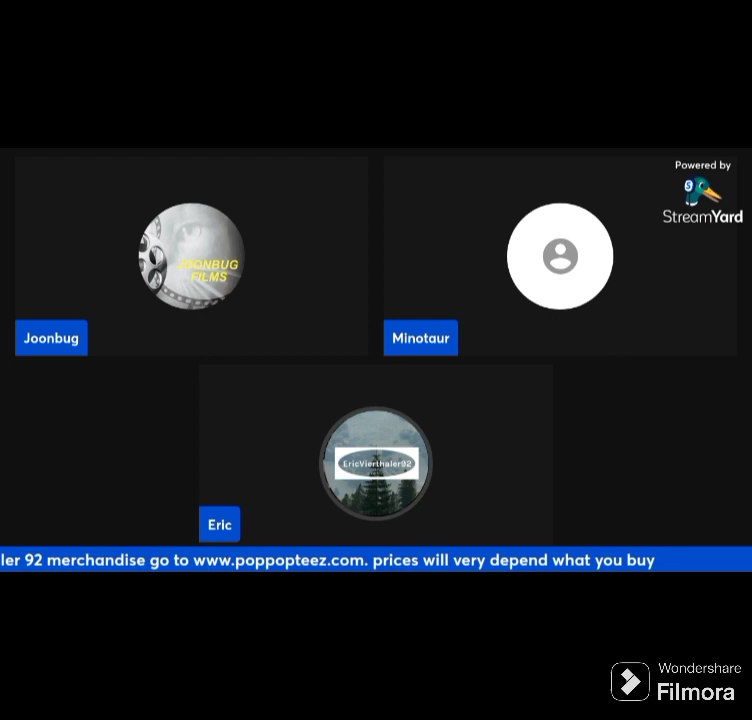 Powered by
StreamYard
JOONBUG
FILMS
Joonbug
Minotaur
EricVierthaler92
Eric
ler 92 merchandise go to www.poppopteez.com. prices will very depend what you buy
Wondershare
Filmora